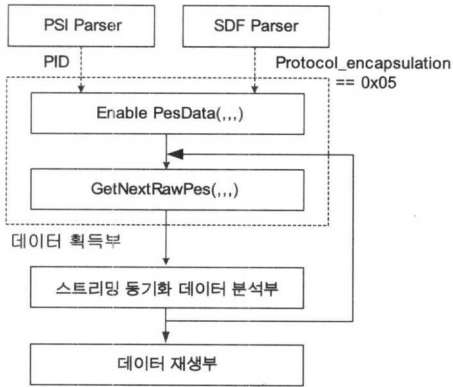 PSI Parser
SDF Parser
PID
Protocol_encapsulation
== 0x05
Enable PesData(,,,)
GetNextRawPes(,,,)
데이터 획득부
스트리밍 동기화 데이터 분석부
데이터 재생부